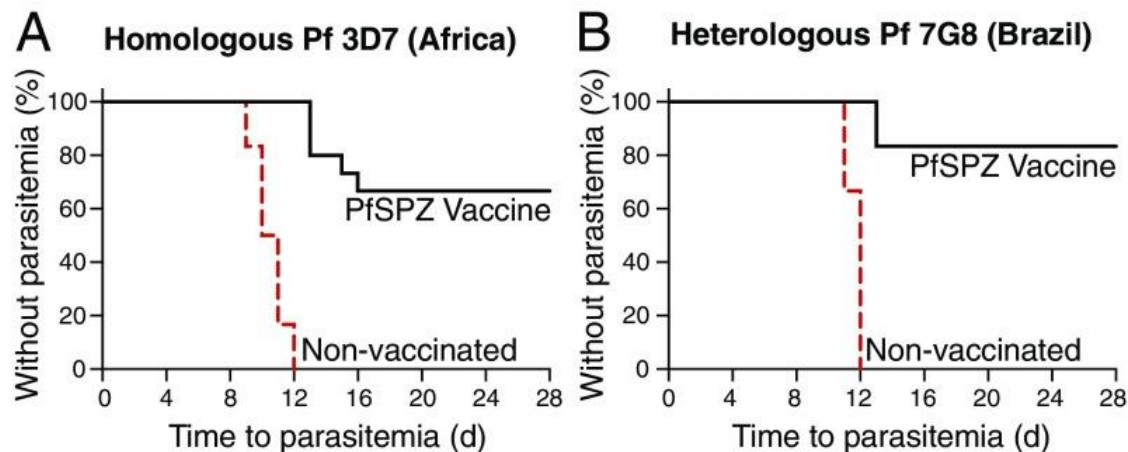 A
Homologous Pf 3D7 (Africa)
Without parasitemia (%)
100
80
60
40
20
0
PfSPZ Vaccine
Non-vaccinated
0 4 8 12 16 20 24 28
Time to parasitemia (d)
B
Heterologous Pf 7G8 (Brazil)
Without parasitemia (%)
100
80
60
40
20
0
PfSPZ Vaccine
Non-vaccinated
0 4 8 12 16 20 24 28
Time to parasitemia (d)